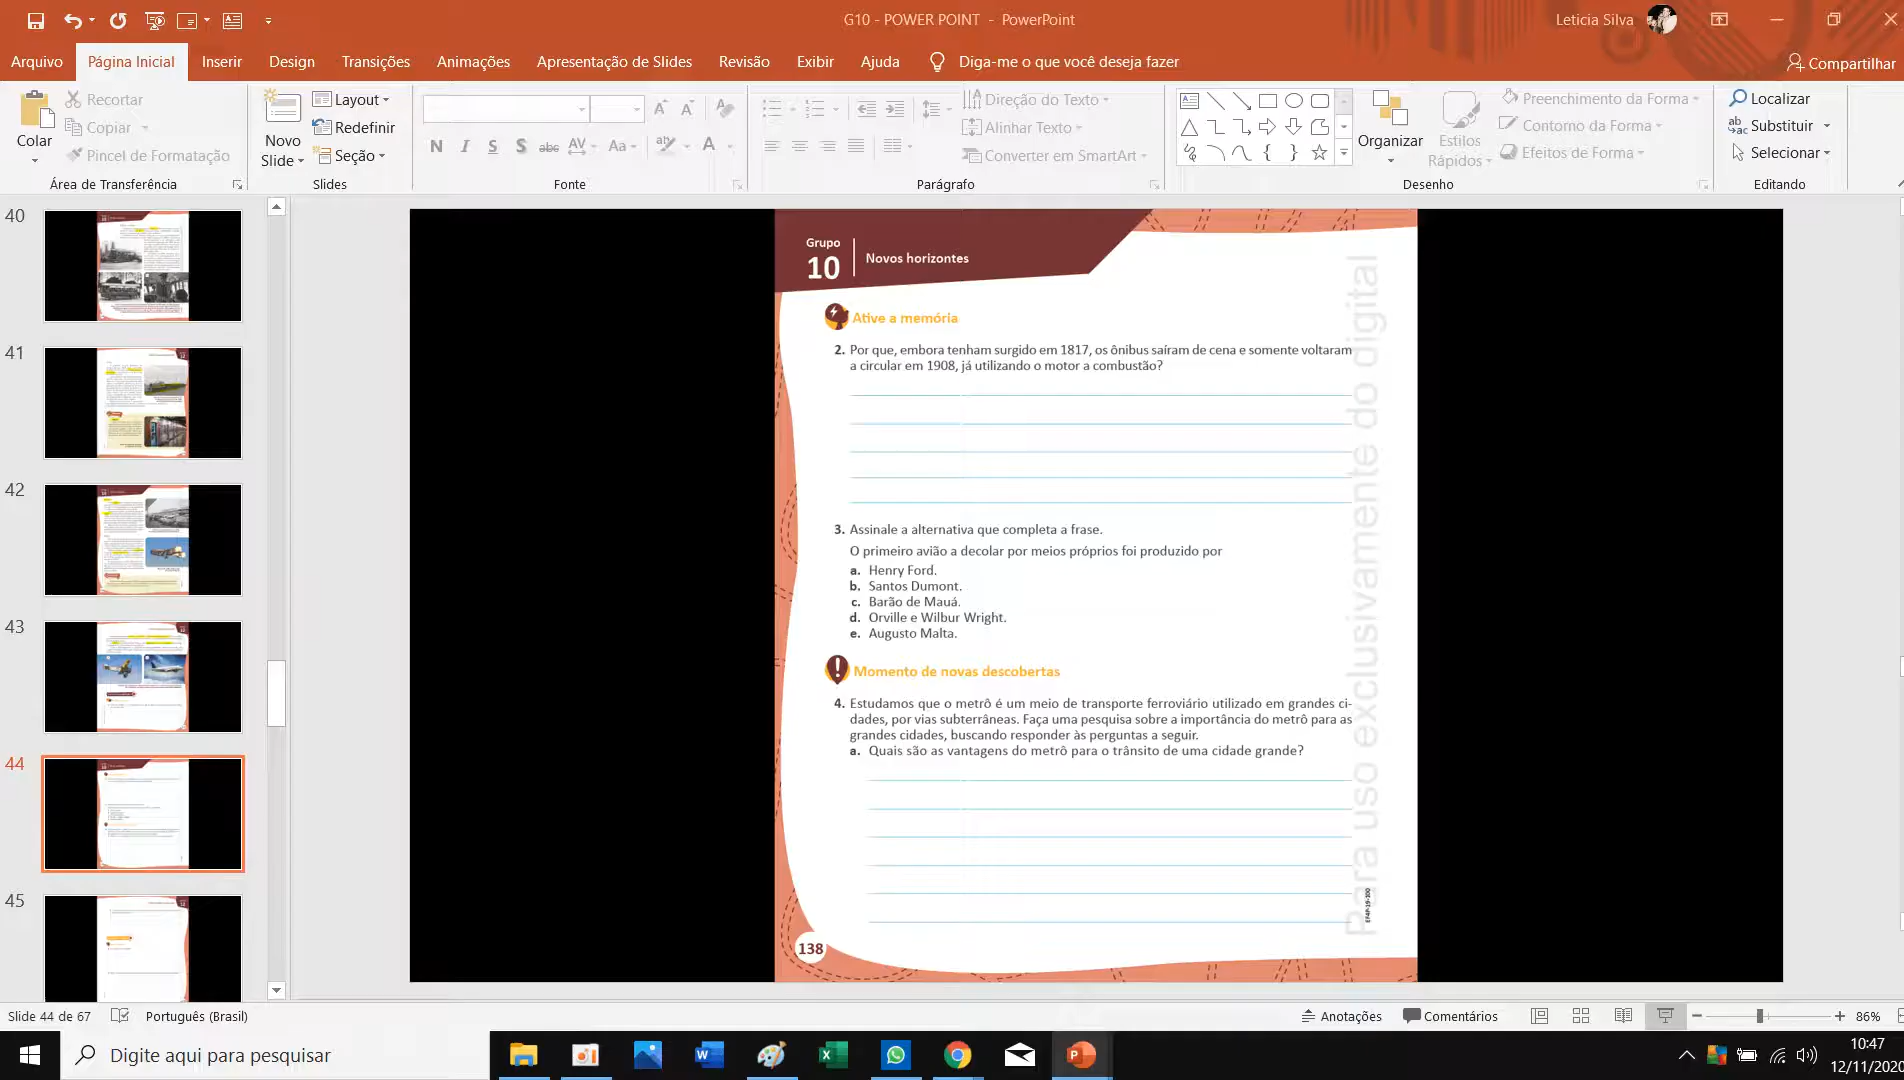 G10 - POWER POINT - PowerPoint
Leticia Silva
Arquivo Página Inicial Inserir Design Transições Animações Apresentação de Slides Revisão Exibir Ajuda Diga-me o que você deseja fazer Compartilhar
Colar
Recortar
Copiar
Pincel de Formatação
Área de Transferência
Novo Slide
Layout
Redefinir
Seção
Slides
N I S S abc AV Aa A
Fonte
Direção do Texto
Alinhar Texto
Converter em SmartArt
Parágrafo
Organizar
Estilos Rápidos
Preenchimento da Forma
Contorno da Forma
Efeitos de Forma
Desenho
Localizar
Substituir
Selecionar
Editando
40
41
42
43
44
45
Grupo
10
Novos horizontes
Ative a memória
2. Por que, embora tenham surgido em 1817, os ônibus saíram de cena e somente voltaram
a circular em 1908, já utilizando o motor a combustão?
3. Assinale a alternativa que completa a frase.
O primeiro avião a decolar por meios próprios foi produzido por
a. Henry Ford.
b. Santos Dumont.
c. Barão de Mauá.
d. Orville e Wilbur Wright.
e. Augusto Malta.
Momento de novas descobertas
4. Estudamos que o metrô é um meio de transporte ferroviário utilizado em grandes ci-
dades, por vias subterrâneas. Faça uma pesquisa sobre a importância do metrô para as
grandes cidades, buscando responder às perguntas a seguir.
a. Quais são as vantagens do metrô para o trânsito de uma cidade grande?
138
Para uso exclusivamente do digital
EF4P-19-100
Slide 44 de 67
Português (Brasil)
Anotações
Comentários
86%
Digite aqui para pesquisar
10:47
12/11/2020